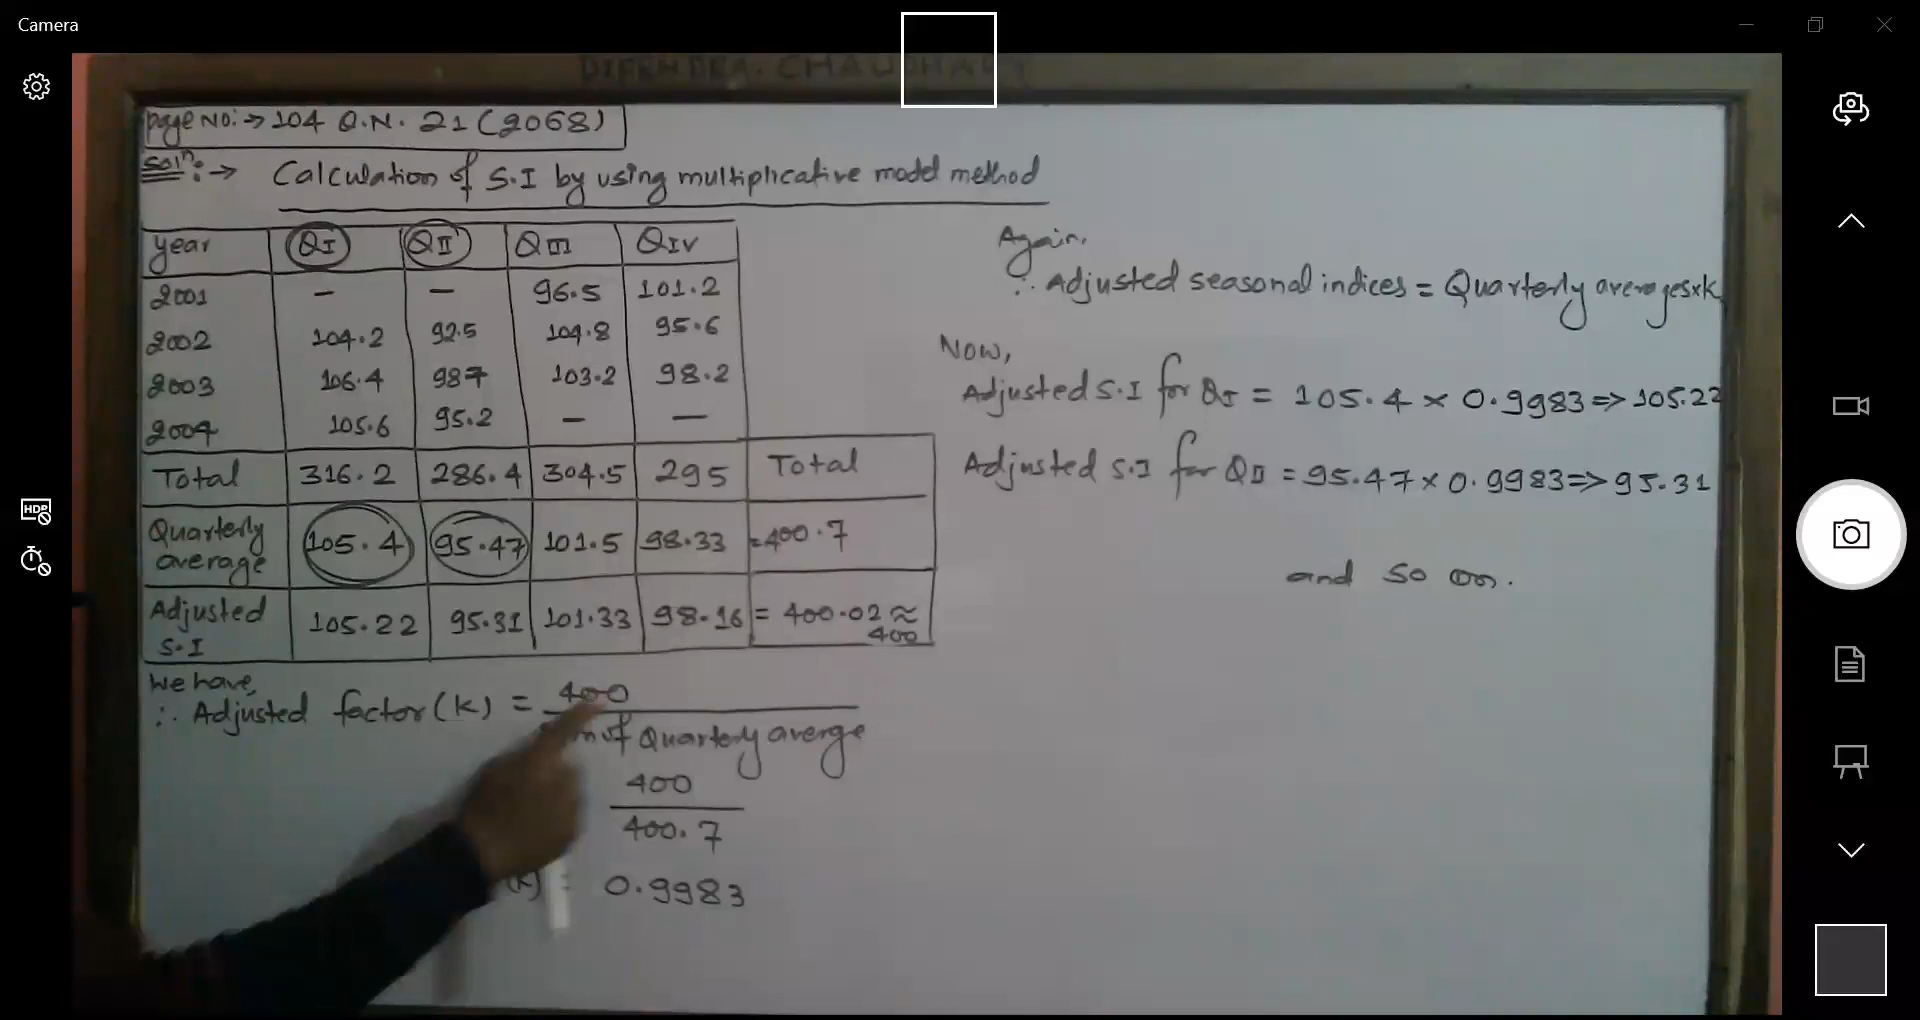 Camera
DIPENDRA. CHAUDHARY
Page No:→ 104 Q.N. 21 (2068)
Solⁿ:→ Calculation of S.I by using multiplicative model method
Year QI QII QIII QIV
2001 — — 96.5 101.2
2002 104.2 92.5 104.8 95.6
2003 106.4 987 103.2 98.2
2004 105.6 95.2 — —
Total 316.2 286.4 304.5 295 Total
Quarterly average 105.4 95.47 101.5 98.33 =400.7
Adjusted S.I 105.22 95.31 101.33 98.16 = 400.02 ≈ 400
We have,
∴ Adjusted factor (k) = 400
of Quarterly averge
400
400.7
(k) = 0.9983
Again,
∴ Adjusted seasonal indices = Quarterly averages×k
Now,
Adjusted S.I for QI = 105.4 × 0.9983 => 105.22
Adjusted S.I for QII = 95.47 × 0.9983 => 95.31
and so on.
HDR